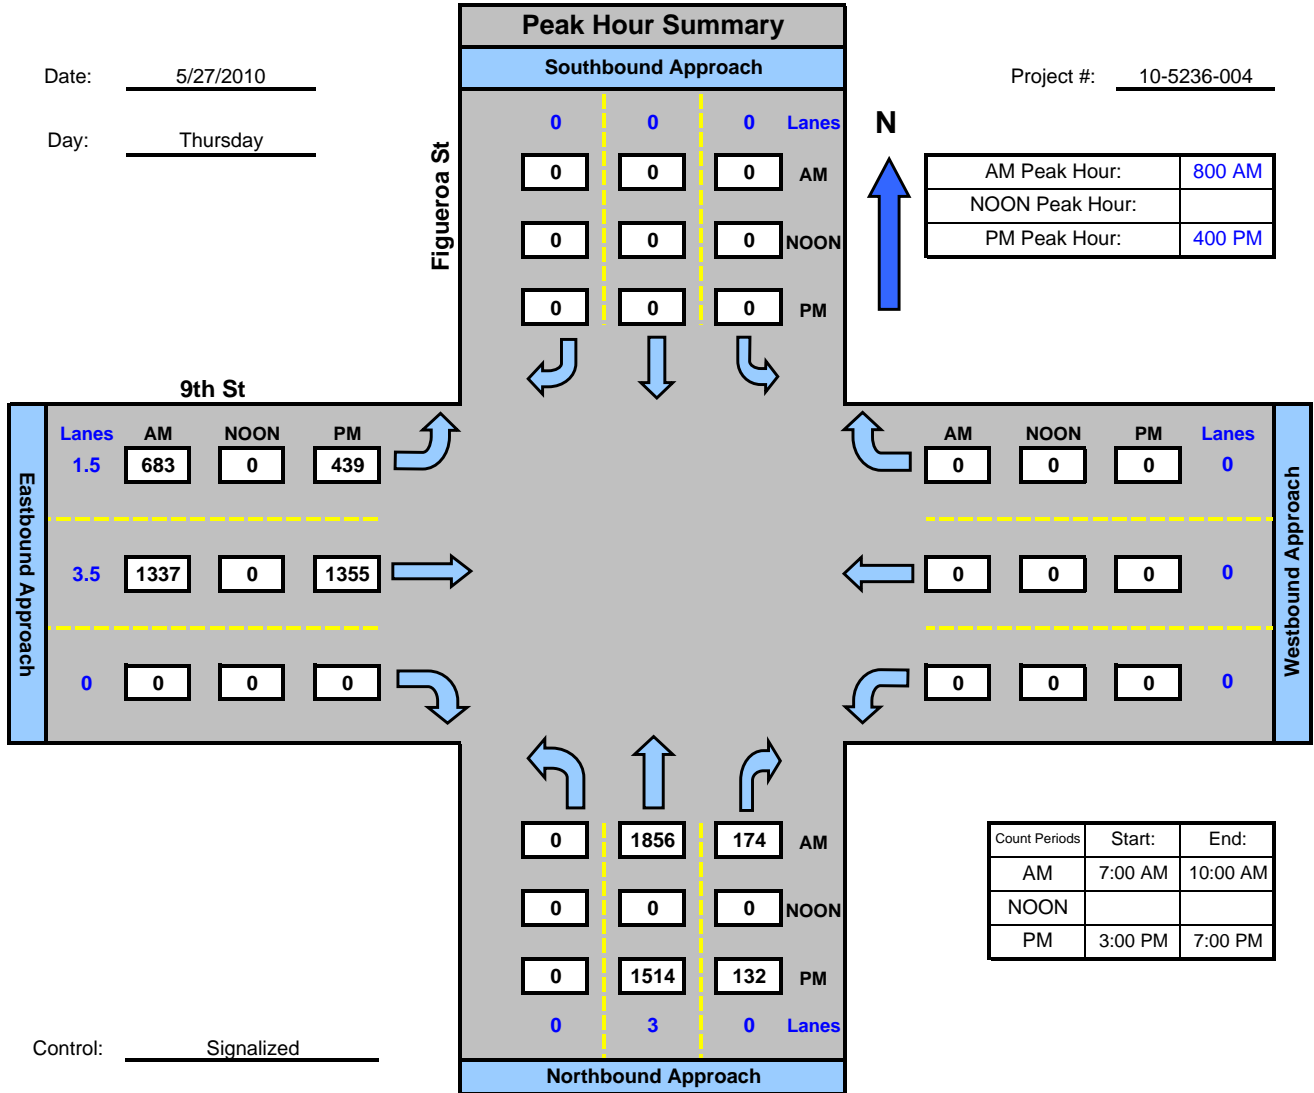 Peak Hour Summary
Southbound Approach
Date: 5/27/2010
Project #: 10-5236-004
Day: Thursday
Figueroa St
0 0 0 Lanes
0 0 0 AM
0 0 0 NOON
0 0 0 PM
N
AM Peak Hour: 800 AM
NOON Peak Hour:
PM Peak Hour: 400 PM
9th St
Eastbound Approach
Lanes AM NOON PM
1.5 683 0 439
3.5 1337 0 1355
0 0 0 0
AM NOON PM Lanes
0 0 0 0
0 0 0 0
0 0 0 0
Westbound Approach
0 1856 174 AM
0 0 0 NOON
0 1514 132 PM
0 3 0 Lanes
Northbound Approach
Count Periods Start: End:
AM 7:00 AM 10:00 AM
NOON
PM 3:00 PM 7:00 PM
Control: Signalized